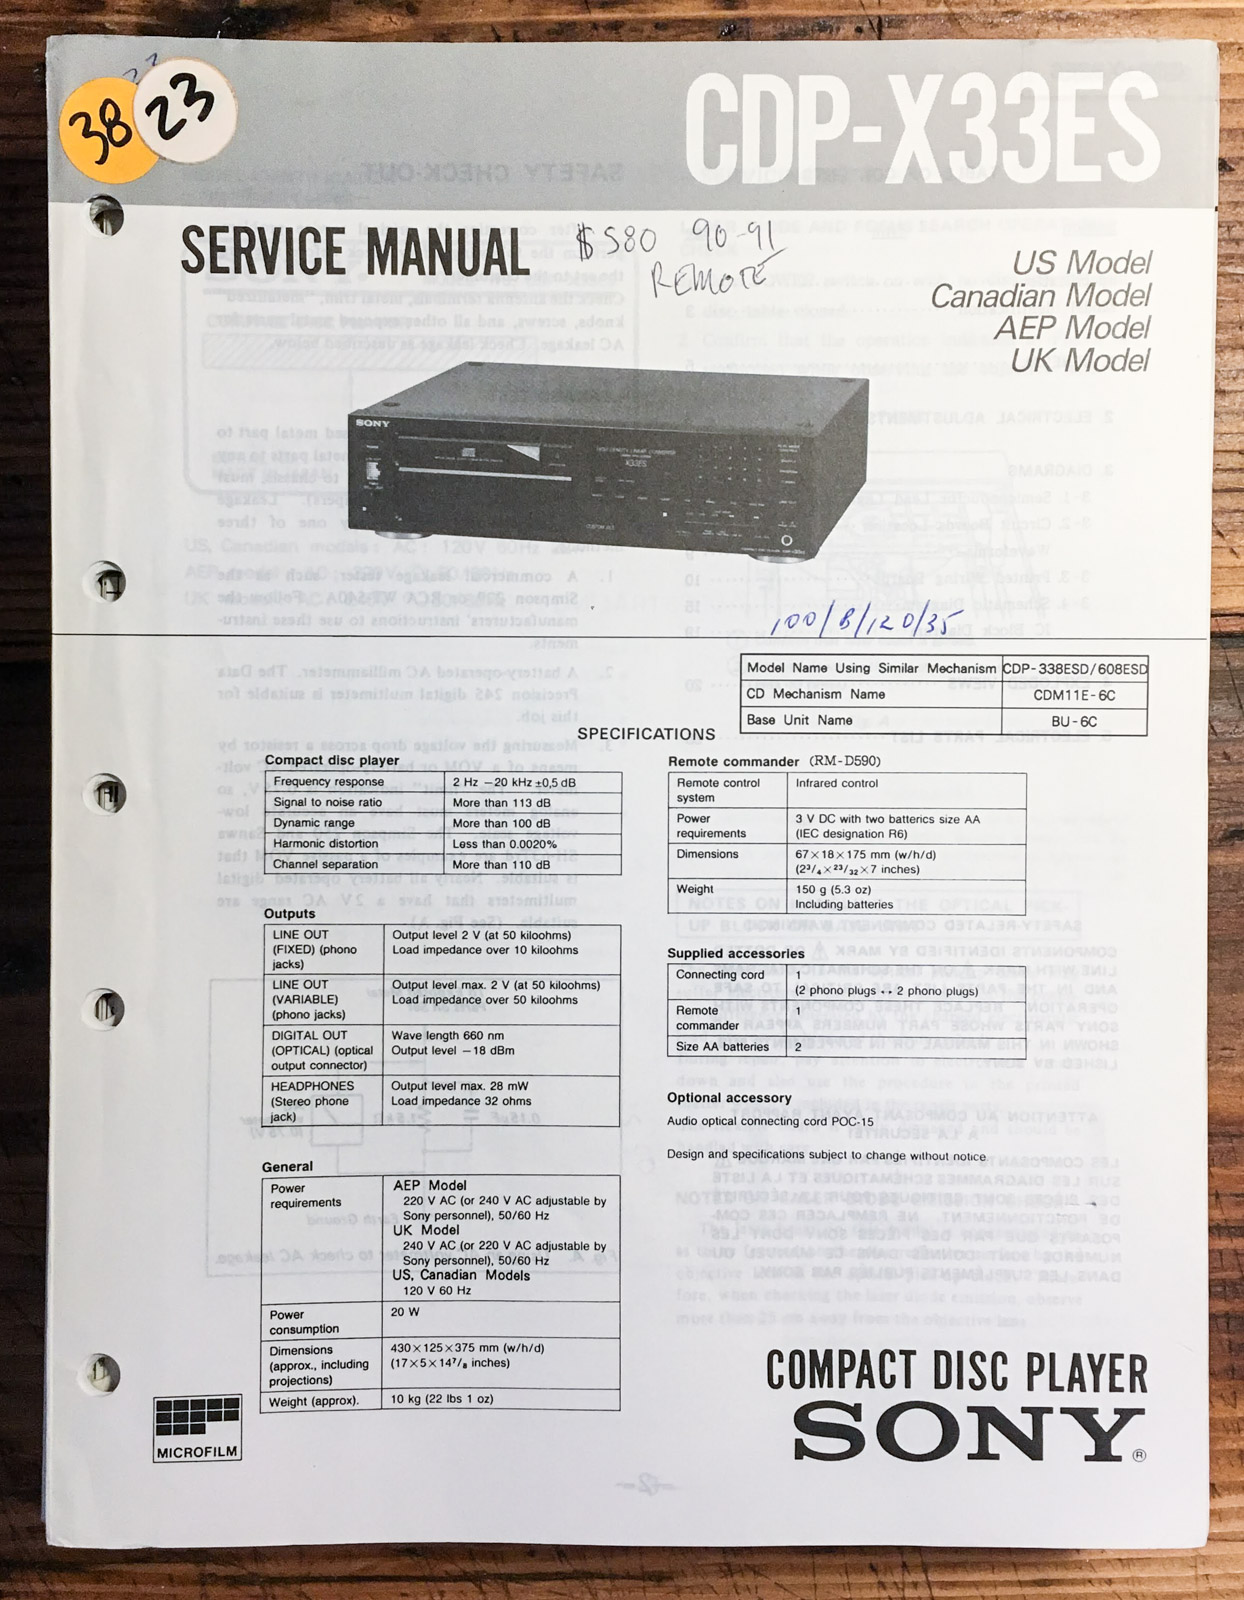 38
23
CDP-X33ES
SERVICE MANUAL
$580 90-91
REMOTE
US Model
Canadian Model
AEP Model
UK Model
SONY
X33ES
100/B/120/35
Model Name Using Similar Mechanism CDP-338ESD/608ESD
CD Mechanism Name CDM11E-6C
Base Unit Name BU-6C
SPECIFICATIONS
Compact disc player
Frequency response 2 Hz −20 kHz ±0,5 dB
Signal to noise ratio More than 113 dB
Dynamic range More than 100 dB
Harmonic distortion Less than 0.0020%
Channel separation More than 110 dB
Outputs
LINE OUT
(FIXED) (phono
jacks)
Output level 2 V (at 50 kiloohms)
Load impedance over 10 kiloohms
LINE OUT
(VARIABLE)
(phono jacks)
Output level max. 2 V (at 50 kiloohms)
Load impedance over 50 kiloohms
DIGITAL OUT
(OPTICAL) (optical
output connector)
Wave length 660 nm
Output level −18 dBm
HEADPHONES
(Stereo phone
jack)
Output level max. 28 mW
Load impedance 32 ohms
General
Power
requirements
AEP Model
220 V AC (or 240 V AC adjustable by
Sony personnel), 50/60 Hz
UK Model
240 V AC (or 220 V AC adjustable by
Sony personnel), 50/60 Hz
US, Canadian Models
120 V 60 Hz
Power
consumption
20 W
Dimensions
(approx., including
projections)
430×125×375 mm (w/h/d)
(17×5×14⁷/₈ inches)
Weight (approx). 10 kg (22 lbs 1 oz)
Remote commander (RM-D590)
Remote control
system
Infrared control
Power
requirements
3 V DC with two batterics size AA
(IEC designation R6)
Dimensions 67×18×175 mm (w/h/d)
(2³/₄×²³/₃₂×7 inches)
Weight 150 g (5.3 oz)
Including batteries
Supplied accessories
Connecting cord 1
(2 phono plugs ↔ 2 phono plugs)
Remote
commander
1
Size AA batteries 2
Optional accessory
Audio optical connecting cord POC-15
Design and specifications subject to change without notice.
MICROFILM
COMPACT DISC PLAYER
SONY®